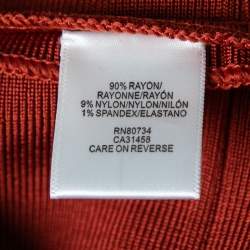 90% RAYON/
RAYONNE/RAYÓN
9% NYLON/NYLON/NILÓN
1% SPANDEX/ELASTANO
RN80734
CA31458
CARE ON REVERSE